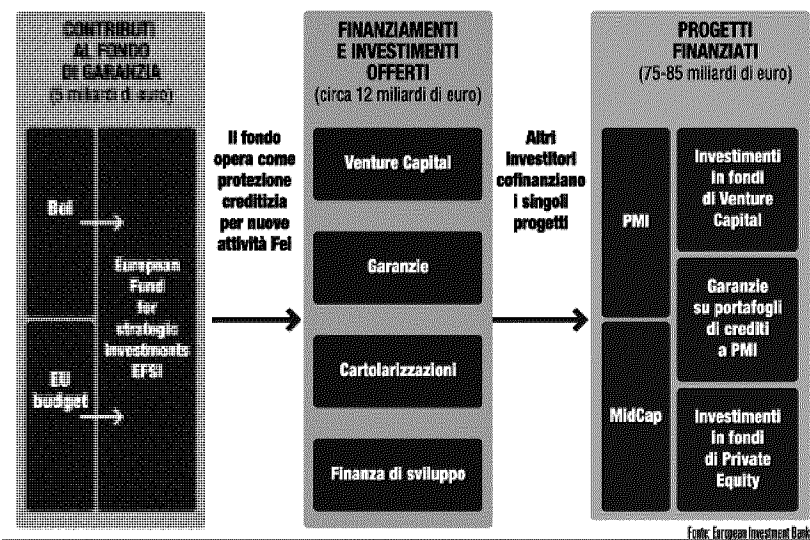 CONTRIBUTI
AL FONDO
DI GARANZIA
(5 miliardi di euro)
Bei
EU
budget
European
Fund
for
strategic
Investments
EFSI
Il fondo
opera come
protezione
creditizia
per nuove
attività Fei
FINANZIAMENTI
E INVESTIMENTI
OFFERTI
(circa 12 miliardi di euro)
Venture Capital
Garanzie
Cartolarizzazioni
Finanza di sviluppo
Altri
investitori
cofinanziano
i singoli
progetti
PROGETTI
FINANZIATI
(75-85 miliardi di euro)
PMI
MidCap
Investimenti
in fondi
di Venture
Capital
Garanzie
su portafogli
di crediti
a PMI
Investimenti
in fondi
di Private
Equity
Fonte: European Investment Bank